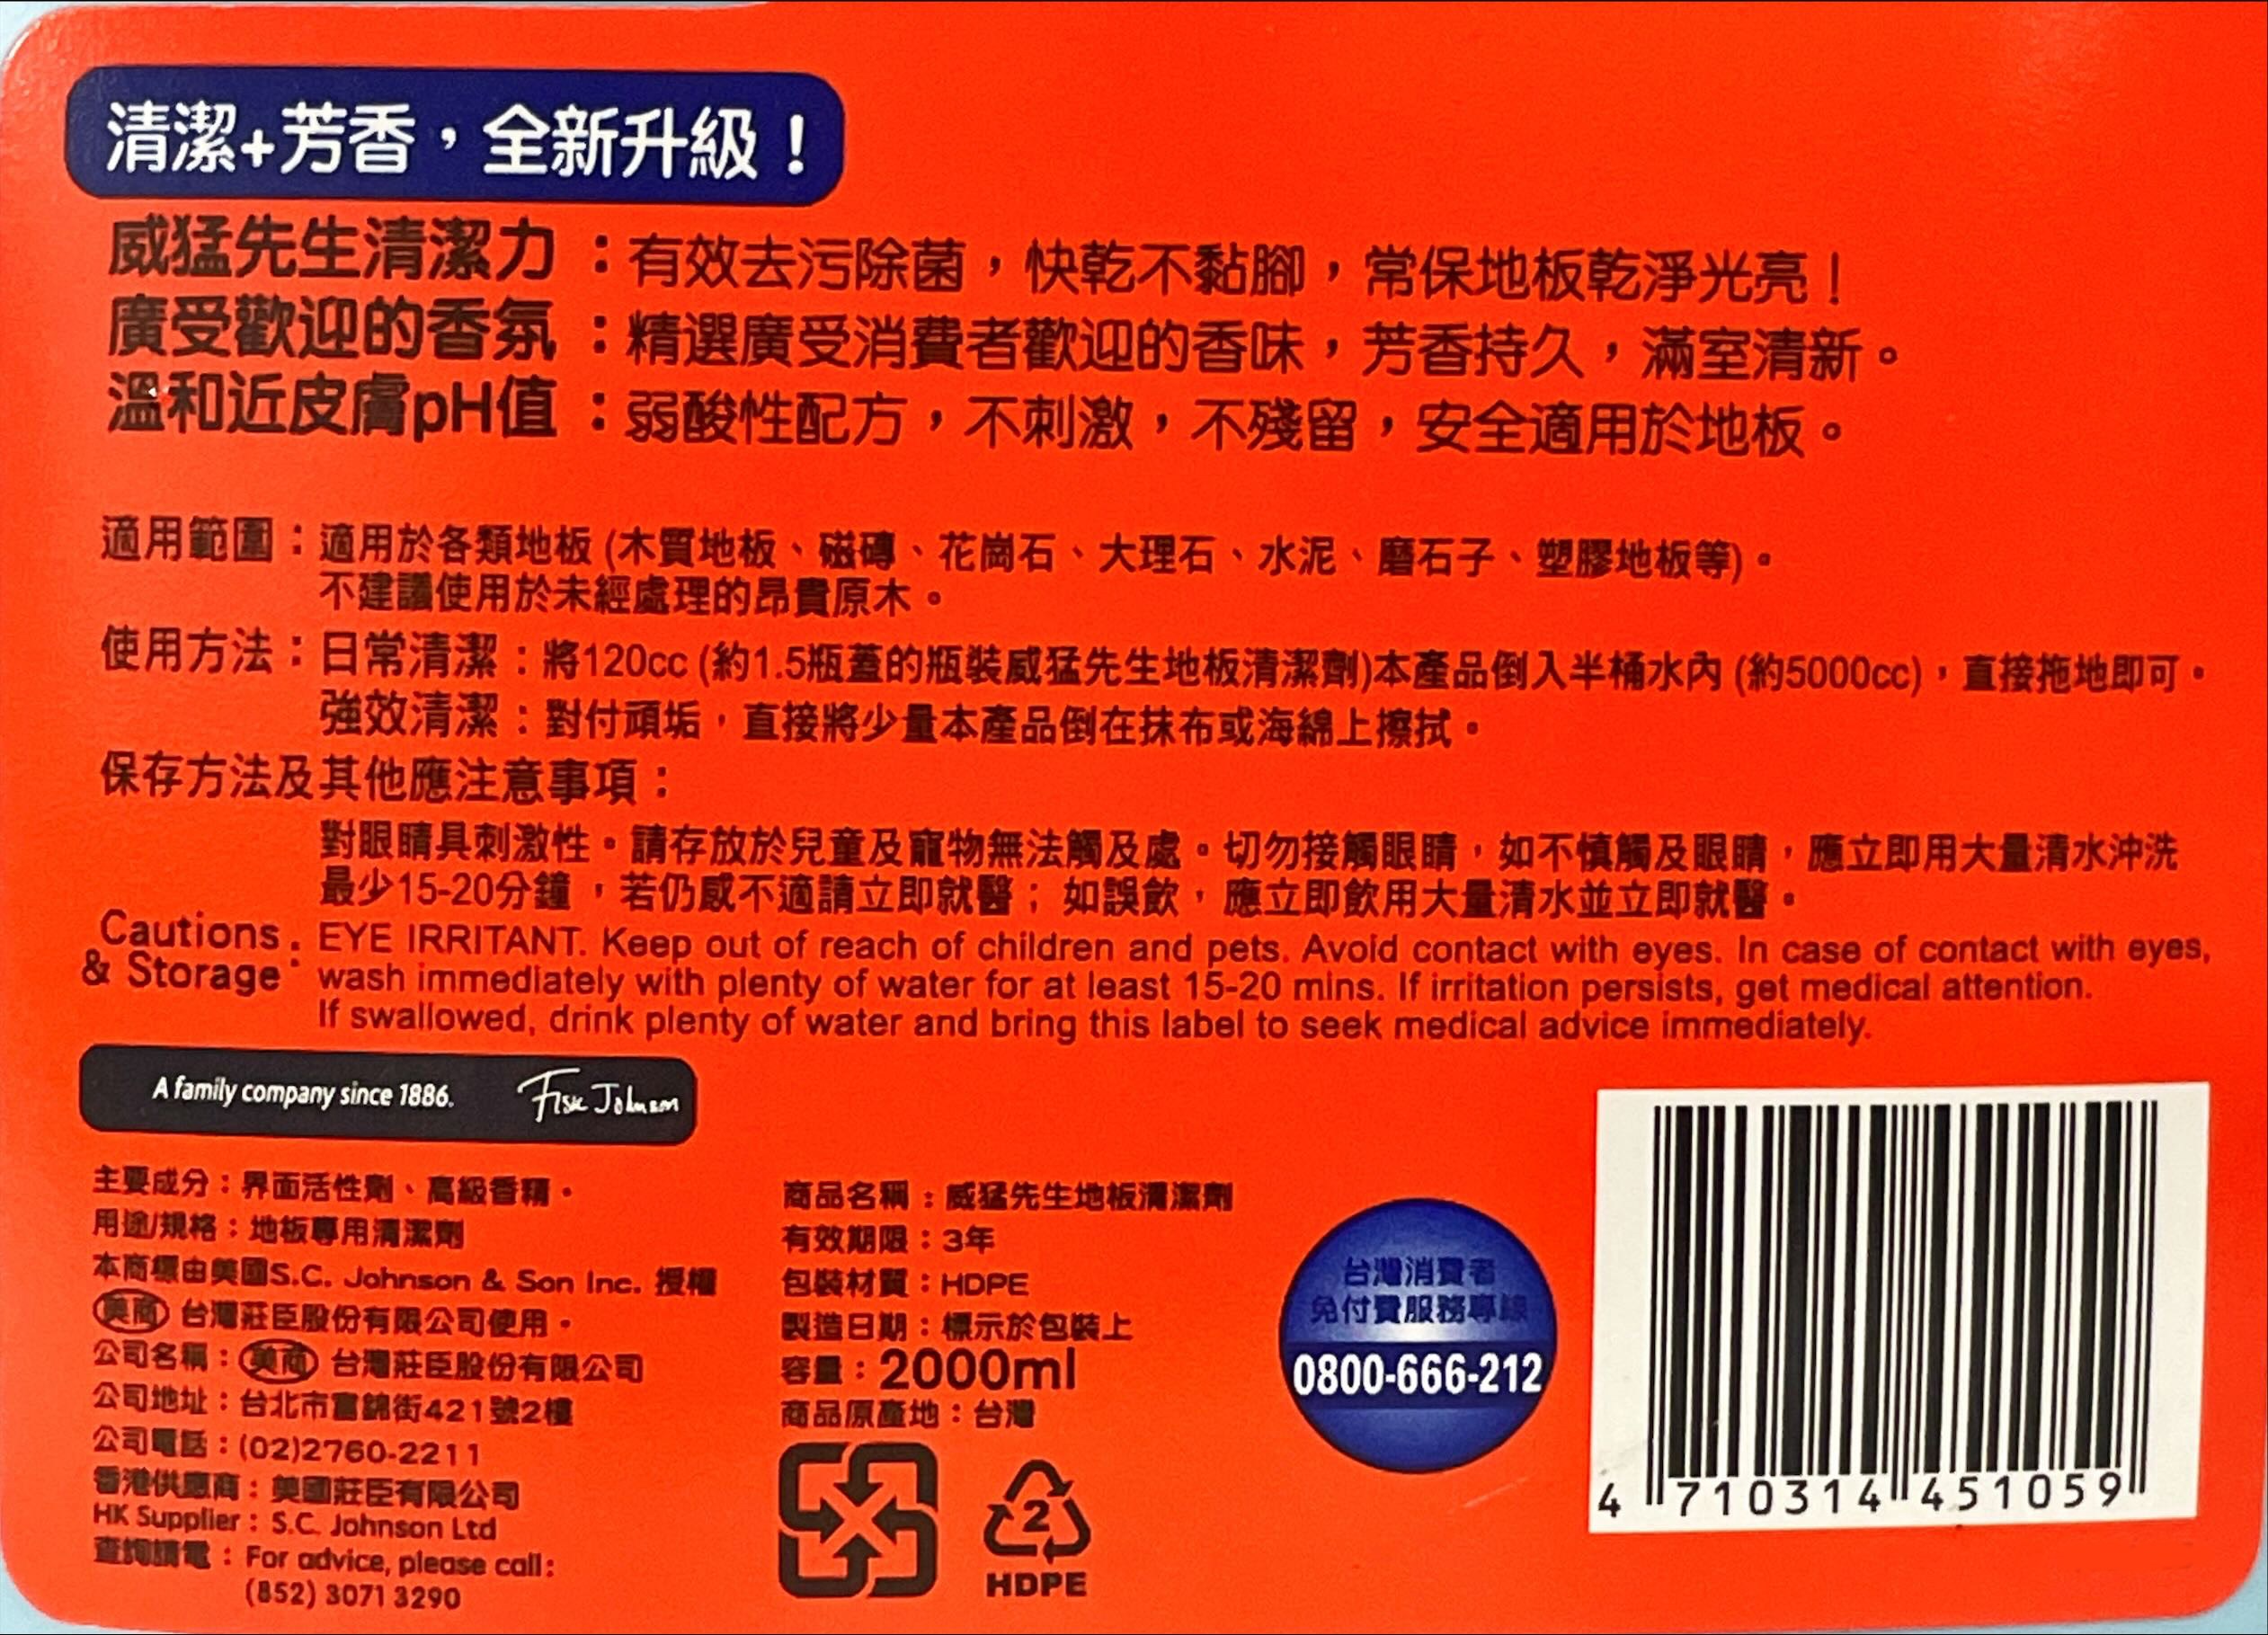 清潔+芳香，全新升級！
威猛先生清潔力：有效去污除菌，快乾不黏腳，常保地板乾淨光亮！
廣受歡迎的香氛：精選廣受消費者歡迎的香味，芳香持久，滿室清新。
溫和近皮膚pH值：弱酸性配方，不刺激，不殘留，安全適用於地板。
適用範圍：適用於各類地板 (木質地板、磁磚、花崗石、大理石、水泥、磨石子、塑膠地板等)。
不建議使用於未經處理的昂貴原木。
使用方法：日常清潔：將120cc (約1.5瓶蓋的瓶裝威猛先生地板清潔劑)本產品倒入半桶水內 (約5000cc)，直接拖地即可。
強效清潔：對付頑垢，直接將少量本產品倒在抹布或海綿上擦拭。
保存方法及其他應注意事項：
對眼睛具刺激性。請存放於兒童及寵物無法觸及處。切勿接觸眼睛，如不慎觸及眼睛，應立即用大量清水沖洗
最少15-20分鐘，若仍感不適請立即就醫；如誤飲，應立即飲用大量清水並立即就醫。
Cautions & Storage: EYE IRRITANT. Keep out of reach of children and pets. Avoid contact with eyes. In case of contact with eyes,
wash immediately with plenty of water for at least 15-20 mins. If irritation persists, get medical attention.
If swallowed, drink plenty of water and bring this label to seek medical advice immediately.
A family company since 1886. Fisk Johnson
主要成分：界面活性劑、高級香精。
用途/規格：地板專用清潔劑
本商標由美國S.C. Johnson & Son Inc. 授權
美商 台灣莊臣股份有限公司使用。
公司名稱：美商 台灣莊臣股份有限公司
公司地址：台北市富錦街421號2樓
公司電話：(02)2760-2211
香港供應商：美國莊臣有限公司
HK Supplier : S.C. Johnson Ltd
查詢請電：For advice, please call:
(852) 3071 3290
商品名稱：威猛先生地板清潔劑
有效期限：3年
包裝材質：HDPE
製造日期：標示於包裝上
容量：2000ml
商品原產地：台灣
2
HDPE
台灣消費者
免付費服務專線
0800-666-212
4 710314 451059